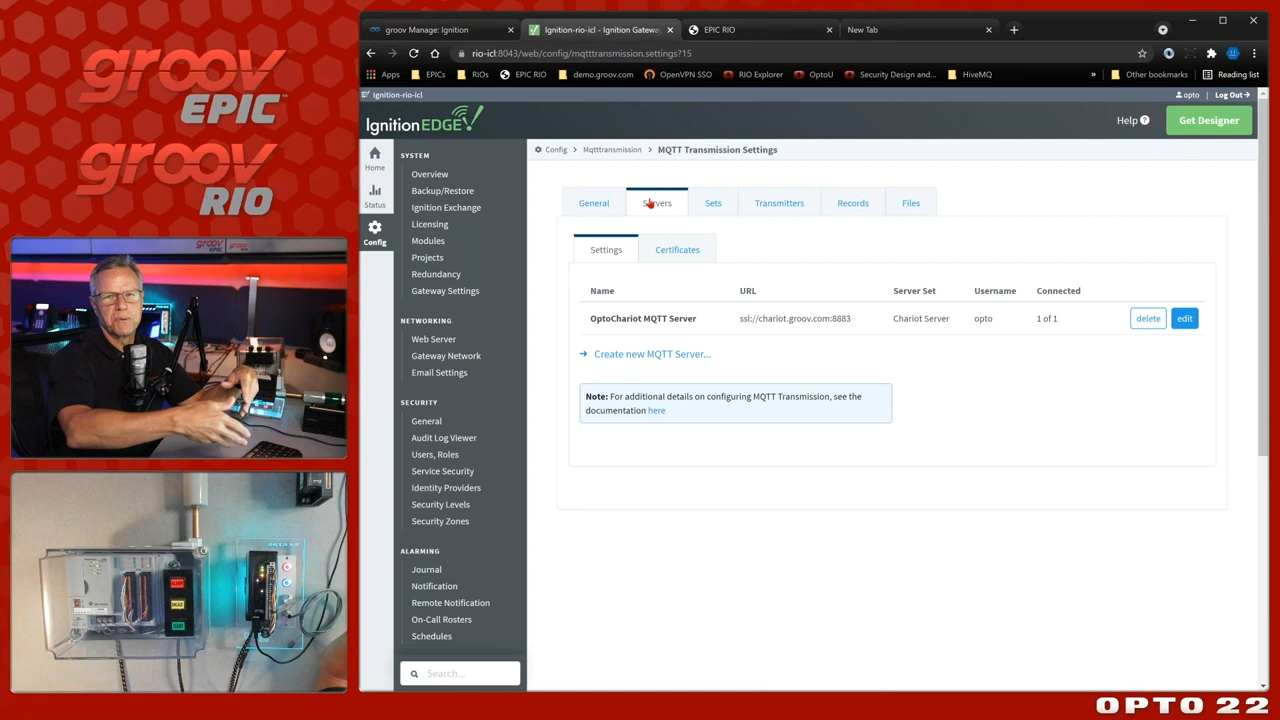 groov
EPIC™
groov
RIO
groov Manage: Ignition
Ignition-rio-icl - Ignition Gatew
EPIC RIO
New Tab
rio-icl:8043/web/config/mqtttransmission.settings?15
Apps
EPICs
RIOs
EPIC RIO
demo.groov.com
OpenVPN SSO
RIO Explorer
OptoU
Security Design and...
HiveMQ
»
Other bookmarks
Reading list
Ignition-rio-icl
opto
Log Out
Ignition EDGE!
Help
Get Designer
Home
Status
Config
SYSTEM
Overview
Backup/Restore
Ignition Exchange
Licensing
Modules
Projects
Redundancy
Gateway Settings
NETWORKING
Web Server
Gateway Network
Email Settings
SECURITY
General
Audit Log Viewer
Users, Roles
Service Security
Identity Providers
Security Levels
Security Zones
ALARMING
Journal
Notification
Remote Notification
On-Call Rosters
Schedules
Search...
Config > Mqtttransmission > MQTT Transmission Settings
General
Servers
Sets
Transmitters
Records
Files
Settings
Certificates
Name URL Server Set Username Connected
OptoChariot MQTT Server ssl://chariot.groov.com:8883 Chariot Server opto 1 of 1 delete edit
Create new MQTT Server...
Note: For additional details on configuring MQTT Transmission, see the
documentation here
OPTO 22